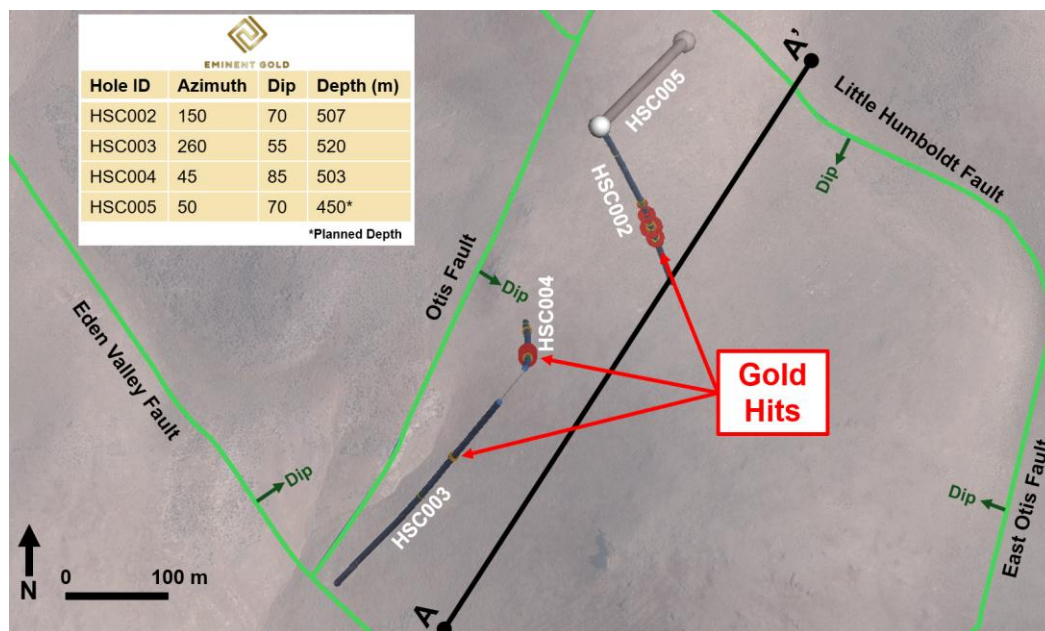 EMINENT GOLD
Hole ID Azimuth Dip Depth (m)
HSC002 150 70 507
HSC003 260 55 520
HSC004 45 85 503
HSC005 50 70 450*
*Planned Depth
A'
HSC005
Little Humboldt Fault
Dip
HSC002
Otis Fault
Dip
HSC004
Eden Valley Fault
Gold
Hits
Dip
HSC003
Dip
East Otis Fault
N
0 100 m
A